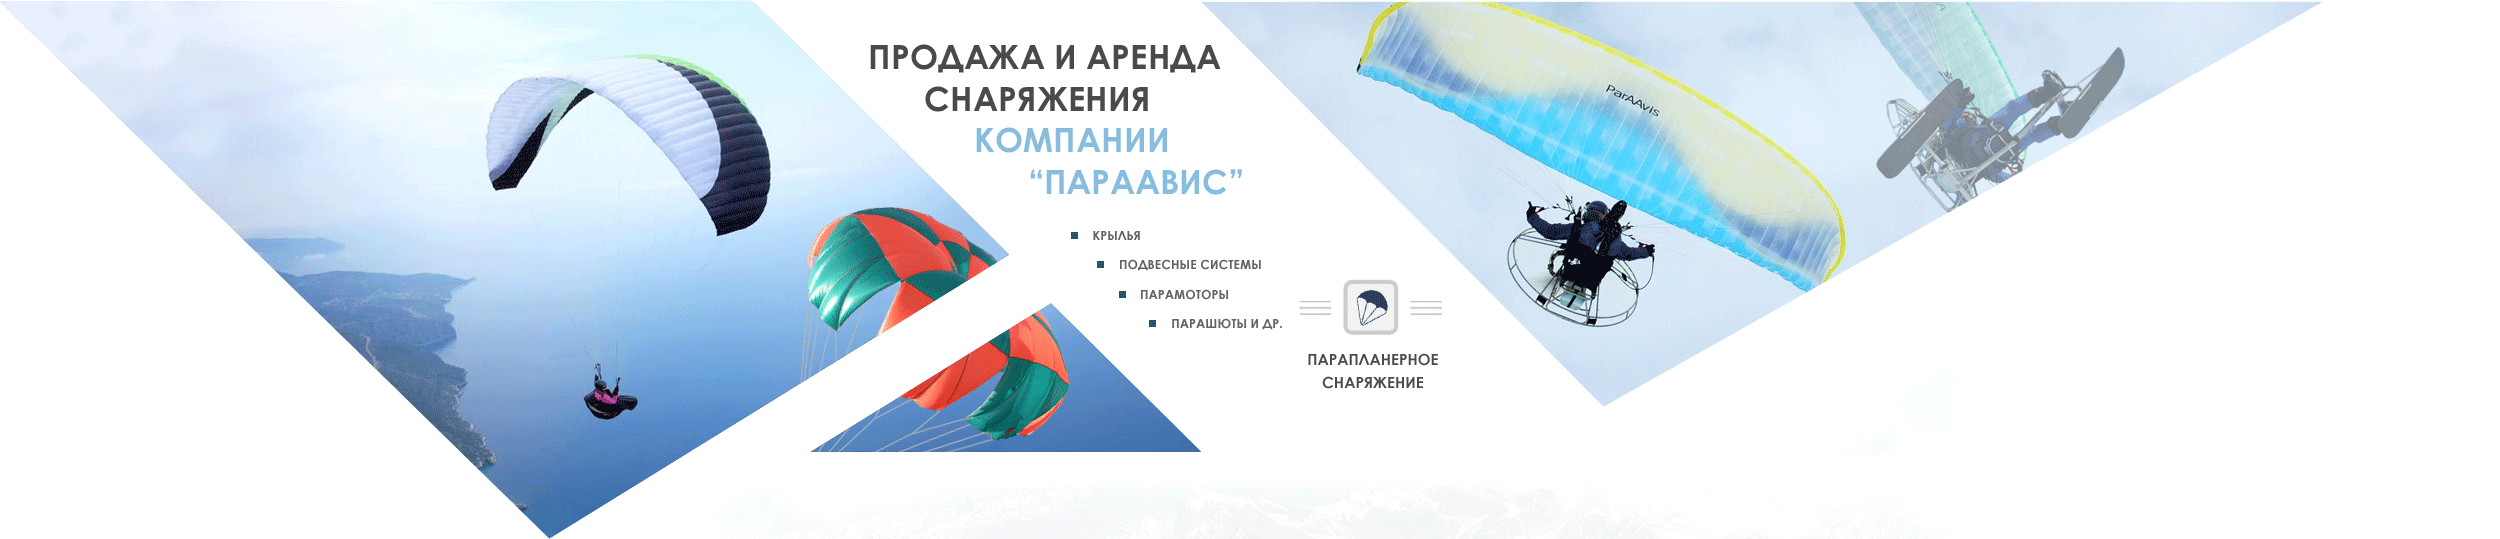 ПРОДАЖА И АРЕНДА
СНАРЯЖЕНИЯ
КОМПАНИИ
“ПАРААВИС”
КРЫЛЬЯ
ПОДВЕСНЫЕ СИСТЕМЫ
ПАРАМОТОРЫ
ПАРАШЮТЫ И ДР.
ПАРАПЛАНЕРНОЕ
СНАРЯЖЕНИЕ
ParAAvis